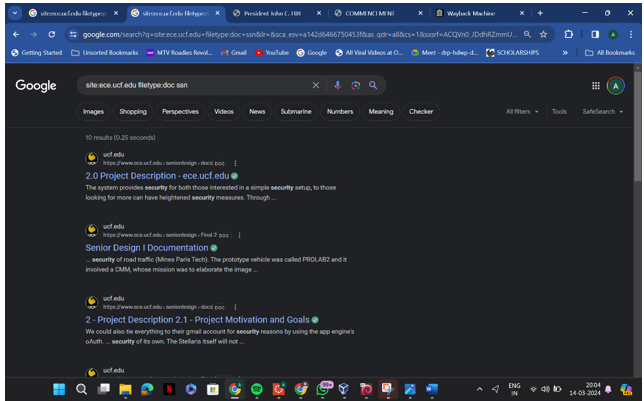 site:ece.ucf.edu filetype:
site:ece.ucf.edu filetype:
President John C. Hitt
COMMENCMENT
Wayback Machine
google.com/search?q=site:ece.ucf.edu+filetype:doc+ssn&lr=&sca_esv=a142d6466750453f&as_qdr=all&cs=1&sxsrf=ACQVn0_JDdhRZmmU...
Getting Started
Unsorted Bookmarks
MTV Roadies Revol...
Gmail
YouTube
Google
All Viral Videos at O...
Meet - drp-hdwp-d...
SCHOLARSHIPS
»
All Bookmarks
Google
site:ece.ucf.edu filetype:doc ssn
A
Images
Shopping
Perspectives
Videos
News
Submarine
Numbers
Meaning
Checker
All filters
Tools
SafeSearch
10 results (0.25 seconds)
ucf.edu
https://www.ece.ucf.edu › seniordesign › docs DOC
2.0 Project Description - ece.ucf.edu
The system provides security for both those interested in a simple security setup, to those
looking for more can have heightened security measures. Through ...
ucf.edu
https://www.ece.ucf.edu › seniordesign › Final 2 DOC
Senior Design I Documentation
... security of road traffic (Mines Paris Tech). The prototype vehicle was called PROLAB2 and it
involved a CMM, whose mission was to elaborate the image ...
ucf.edu
https://www.ece.ucf.edu › seniordesign › docs DOC
2 - Project Description 2.1 - Project Motivation and Goals
We could also tie everything to their gmail account for security reasons by using the app engine's
oAuth. ... security of its own. The Stellaris itself will not ...
ucf.edu
99+
ENG
IN
20:04
14-03-2024